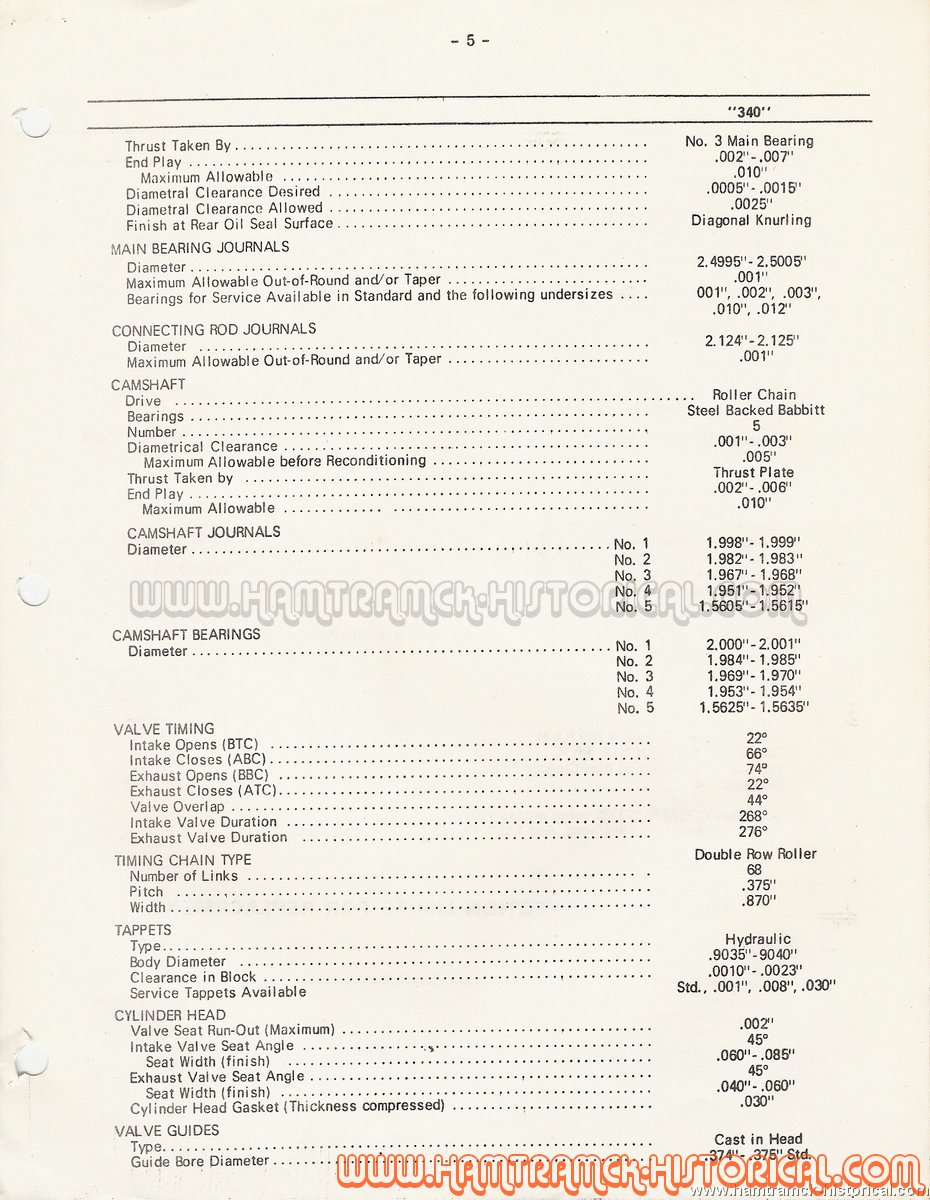 - 5 -
"340"
Thrust Taken By No. 3 Main Bearing
End Play .002"-.007"
Maximum Allowable .010"
Diametral Clearance Desired .0005"-.0015"
Diametral Clearance Allowed .0025"
Finish at Rear Oil Seal Surface Diagonal Knurling
MAIN BEARING JOURNALS
Diameter 2.4995"-2.5005"
Maximum Allowable Out-of-Round and/or Taper .001"
Bearings for Service Available in Standard and the following undersizes 001", .002", .003",
.010", .012"
CONNECTING ROD JOURNALS
Diameter 2.124"-2.125"
Maximum Allowable Out-of-Round and/or Taper .001"
CAMSHAFT
Drive Roller Chain
Bearings Steel Backed Babbitt
Number 5
Diametrical Clearance .001"-.003"
Maximum Allowable before Reconditioning .005"
Thrust Taken by Thrust Plate
End Play .002"-.006"
Maximum Allowable .010"
CAMSHAFT JOURNALS
Diameter No. 1 1.998"-1.999"
No. 2 1.982"-1.983"
No. 3 1.967"-1.968"
No. 4 1.951"-1.952"
No. 5 1.5605"-1.5615"
WWW.HAMTRAMCK-HISTORICAL.COM
CAMSHAFT BEARINGS
Diameter No. 1 2.000"-2.001"
No. 2 1.984"-1.985"
No. 3 1.969"-1.970"
No. 4 1.953"-1.954"
No. 5 1.5625"-1.5635"
VALVE TIMING
Intake Opens (BTC) 22°
Intake Closes (ABC) 66°
Exhaust Opens (BBC) 74°
Exhaust Closes (ATC) 22°
Valve Overlap 44°
Intake Valve Duration 268°
Exhaust Valve Duration 276°
TIMING CHAIN TYPE Double Row Roller
Number of Links 68
Pitch .375"
Width .870"
TAPPETS
Type Hydraulic
Body Diameter .9035"-9040"
Clearance in Block .0010"-.0023"
Service Tappets Available Std., .001", .008", .030"
CYLINDER HEAD
Valve Seat Run-Out (Maximum) .002"
Intake Valve Seat Angle 45°
Seat Width (finish) .060"-.085"
Exhaust Valve Seat Angle 45°
Seat Width (finish) .040"-.060"
Cylinder Head Gasket (Thickness compressed) .030"
VALVE GUIDES
Type Cast in Head
Guide Bore Diameter .374"-.375" Std.
WWW.HAMTRAMCK-HISTORICAL.COM
www.hamtramck-historical.com